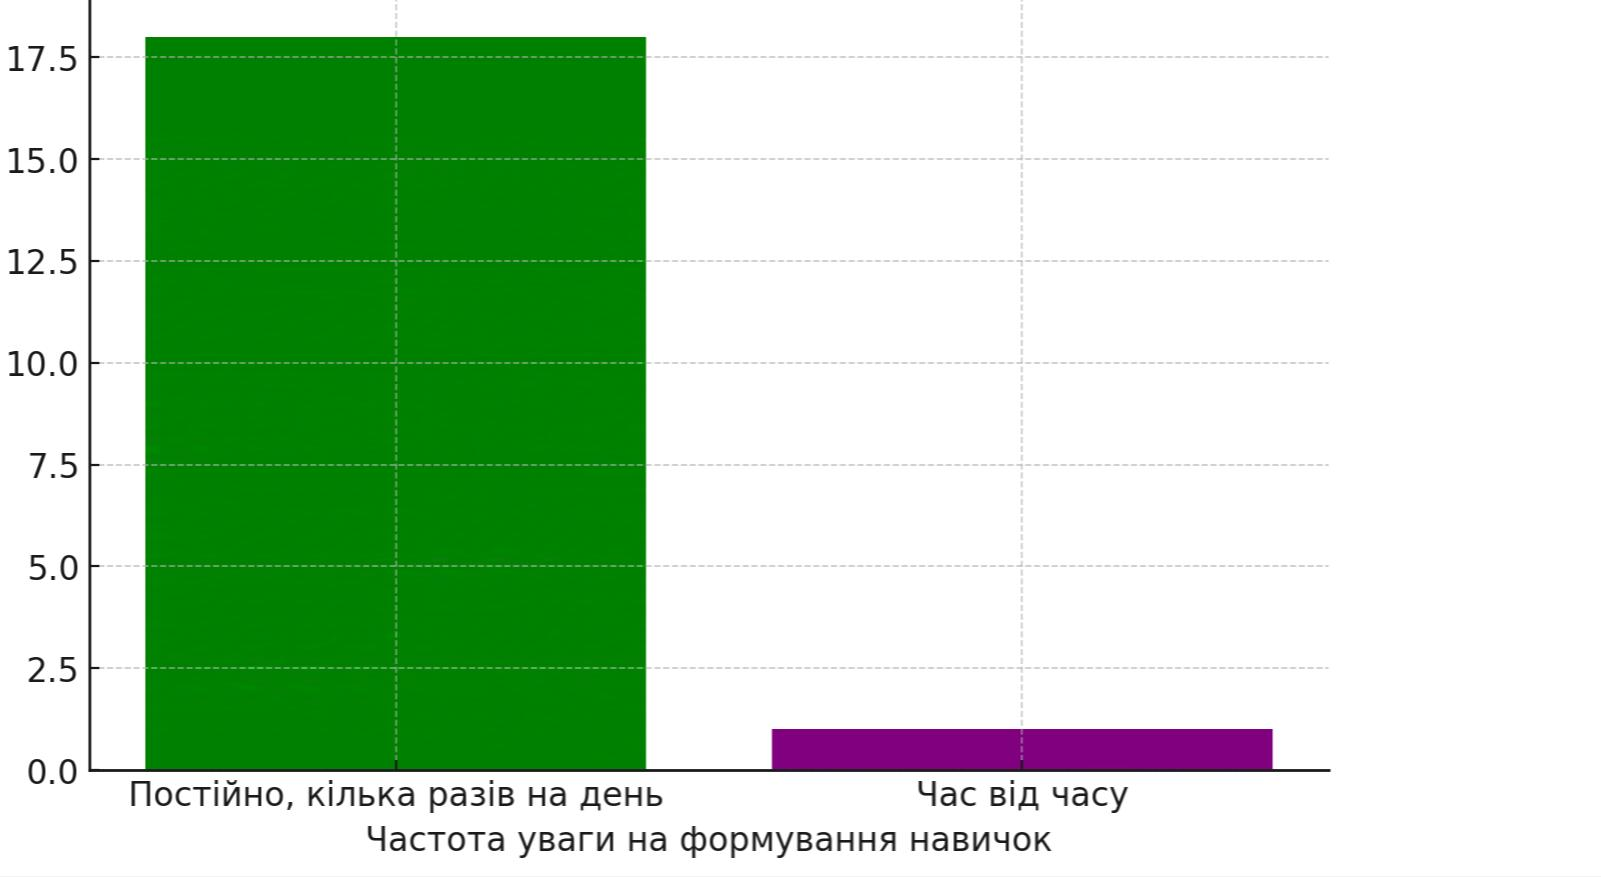 17.5
15.0
12.5
10.0
7.5
5.0
2.5
0.0
Постійно, кілька разів на день
Час від часу
Частота уваги на формування навичок